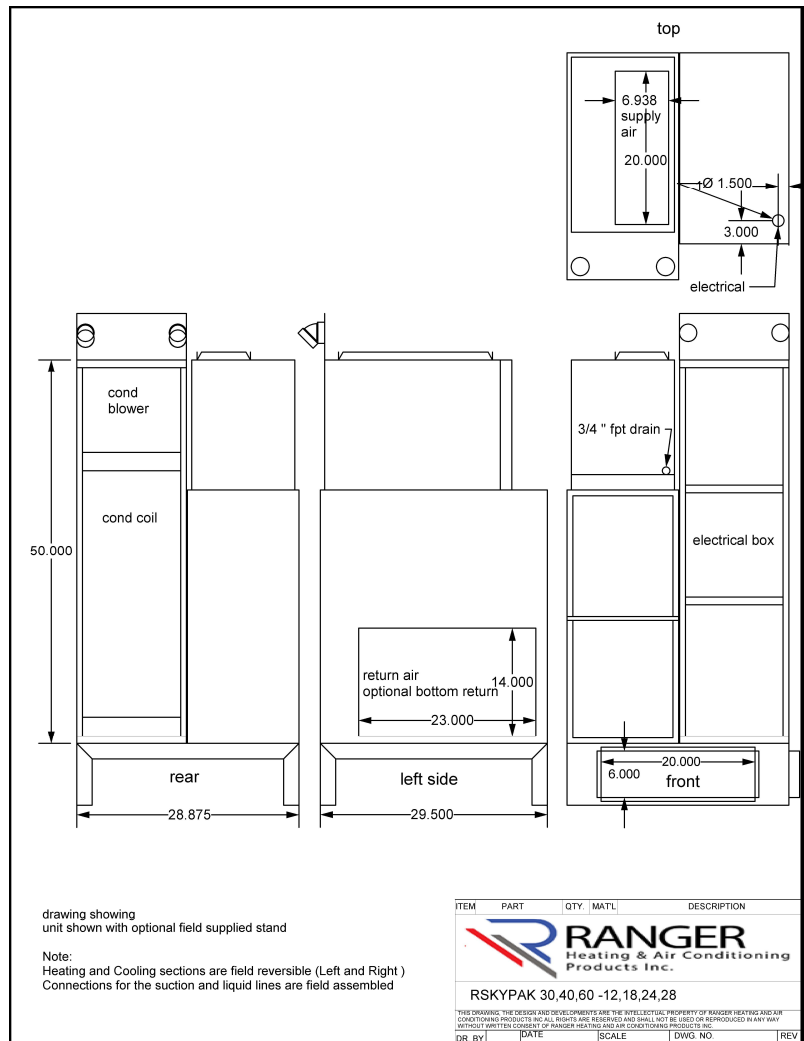 top
6.938
supply
air
20.000
Ø 1.500
3.000
electrical
cond
blower
3/4 " fpt drain
cond coil
electrical box
50.000
return air
optional bottom return
14.000
23.000
20.000
6.000
rear
left side
front
28.875
29.500
drawing showing
unit shown with optional field supplied stand
Note:
Heating and Cooling sections are field reversible (Left and Right )
Connections for the suction and liquid lines are field assembled
ITEM PART QTY. MAT'L DESCRIPTION
RANGER
Heating & Air Conditioning
Products Inc.
RSKYPAK 30,40,60 -12,18,24,28
THIS DRAWING, THE DESIGN AND DEVELOPMENTS ARE THE INTELLECTUAL PROPERTY OF RANGER HEATING AND AIR
CONDITIONING PRODUCTS INC ALL RIGHTS ARE RESERVED AND SHALL NOT BE USED OR REPRODUCED IN ANY WAY
WITHOUT WRITTEN CONSENT OF RANGER HEATING AND AIR CONDITIONING PRODUCTS INC.
DR. BY DATE SCALE DWG. NO. REV